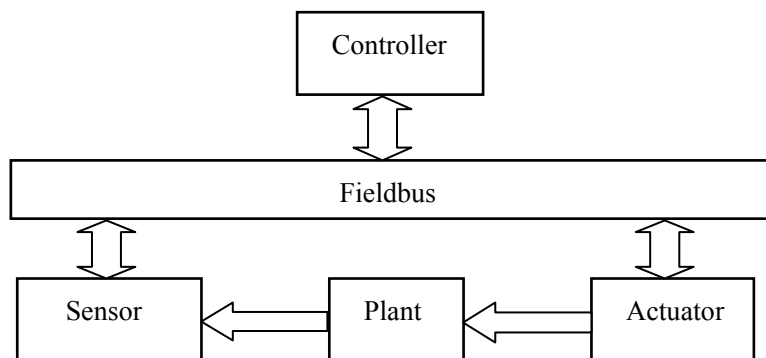 Controller
Fieldbus
Sensor
Plant
Actuator